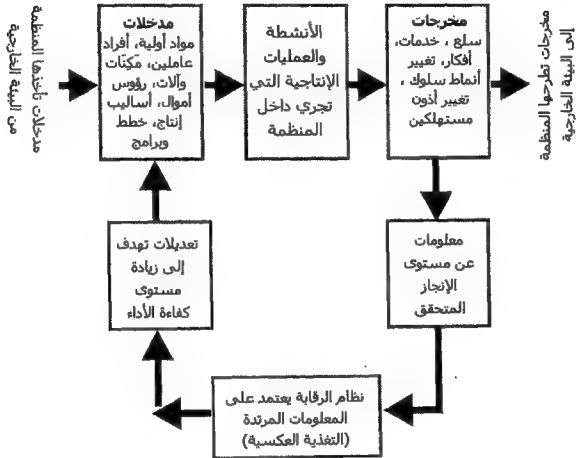 مدخلات تأخذها المنظمة
من البيئة الخارجية
مدخلات
مواد أولية، أفراد
عاملين، مكنات
وآلات، رؤوس
أموال، أساليب
إنتاج، خطط
وبرامج
الأنشطة
والعمليات
الإنتاجية التي
تجري داخل
المنظمة
مخرجات
سلع ، خدمات،
أفكار، تغيير
أنماط سلوك ،
تغيير أذون
مستهلكين
مخرجات تطرحها المنظمة
إلى البيئة الخارجية
معلومات
عن مستوى
الإنجاز
المتحقق
نظام الرقابة يعتمد على
المعلومات المرتدة
(التغذية العكسية)
تعديلات تهدف
إلى زيادة
مستوى
كفاءة الأداء